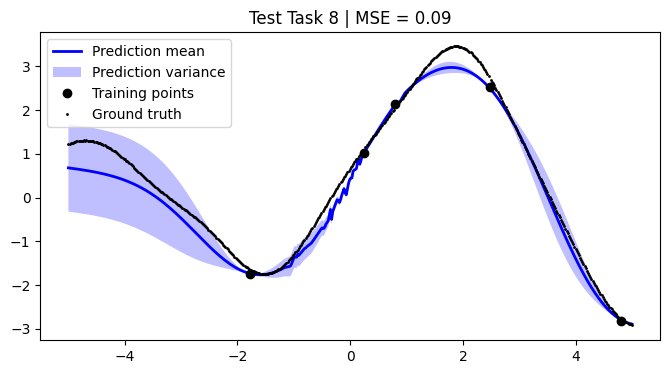 Test Task 8 | MSE = 0.09
Prediction mean
Prediction variance
Training points
Ground truth
3
2
1
0
−1
−2
−3
−4
−2
0
2
4